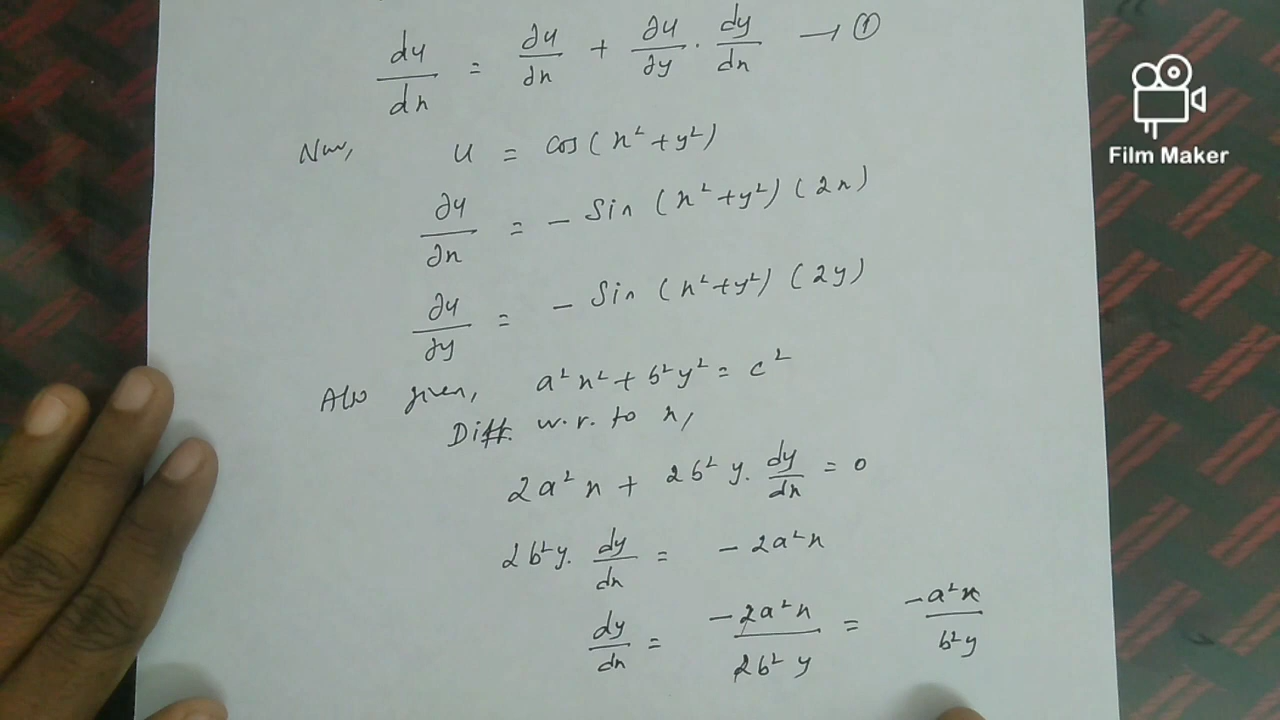 du/dx = ∂u/∂x + ∂u/∂y · dy/dx → ①
Film Maker
Now, u = cos (x² + y²)
∂u/∂x = - Sin (x² + y²) (2x)
∂u/∂y = - Sin (x² + y²) (2y)
Also given, a²x² + b²y² = c²
Diff. w.r. to x,
2a²x + 2b²y. dy/dx = 0
2b²y. dy/dx = - 2a²x
dy/dx = -2a²x/2b²y = -a²x/b²y